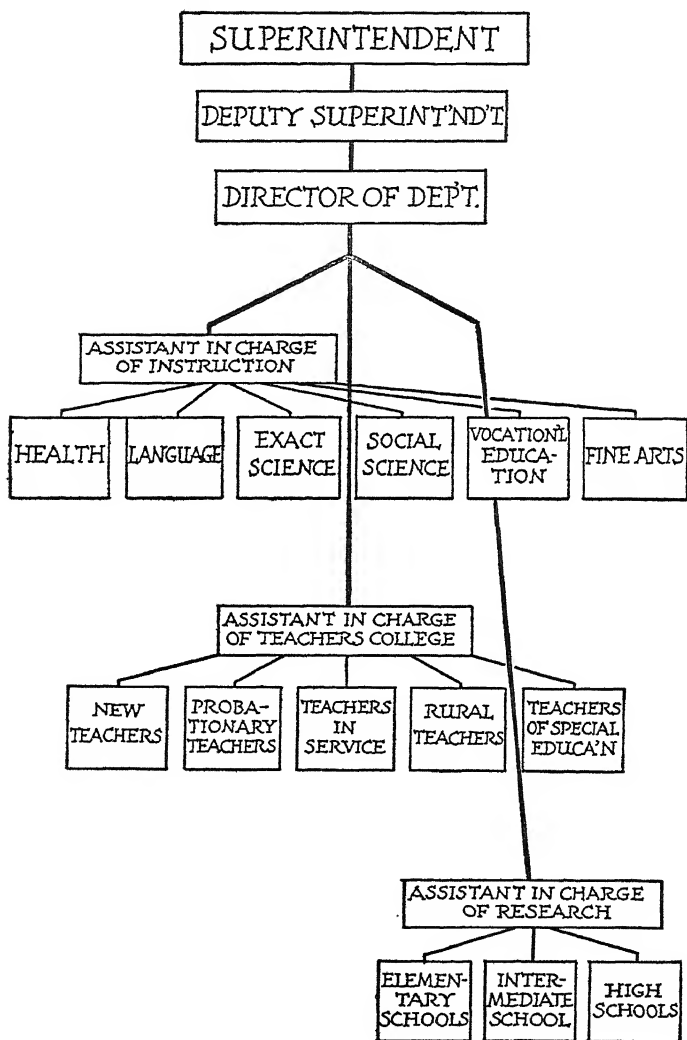 SUPERINTENDENT
DEPUTY SUPERINT'ND'T.
DIRECTOR OF DEP'T.
ASSISTANT IN CHARGE
OF INSTRUCTION
HEALTH
LANGUAGE
EXACT
SCIENCE
SOCIAL
SCIENCE
VOCATION'L
EDUCA-
TION
FINE ARTS
ASSISTANT IN CHARGE
OF TEACHERS COLLEGE
NEW
TEACHERS
PROBA-
TIONARY
TEACHERS
TEACHERS
IN
SERVICE
RURAL
TEACHERS
TEACHERS
OF SPECIAL
EDUCA'N
ASSISTANT IN CHARGE
OF RESEARCH
ELEMEN-
TARY
SCHOOLS
INTER-
MEDIATE
SCHOOL
HIGH
SCHOOLS